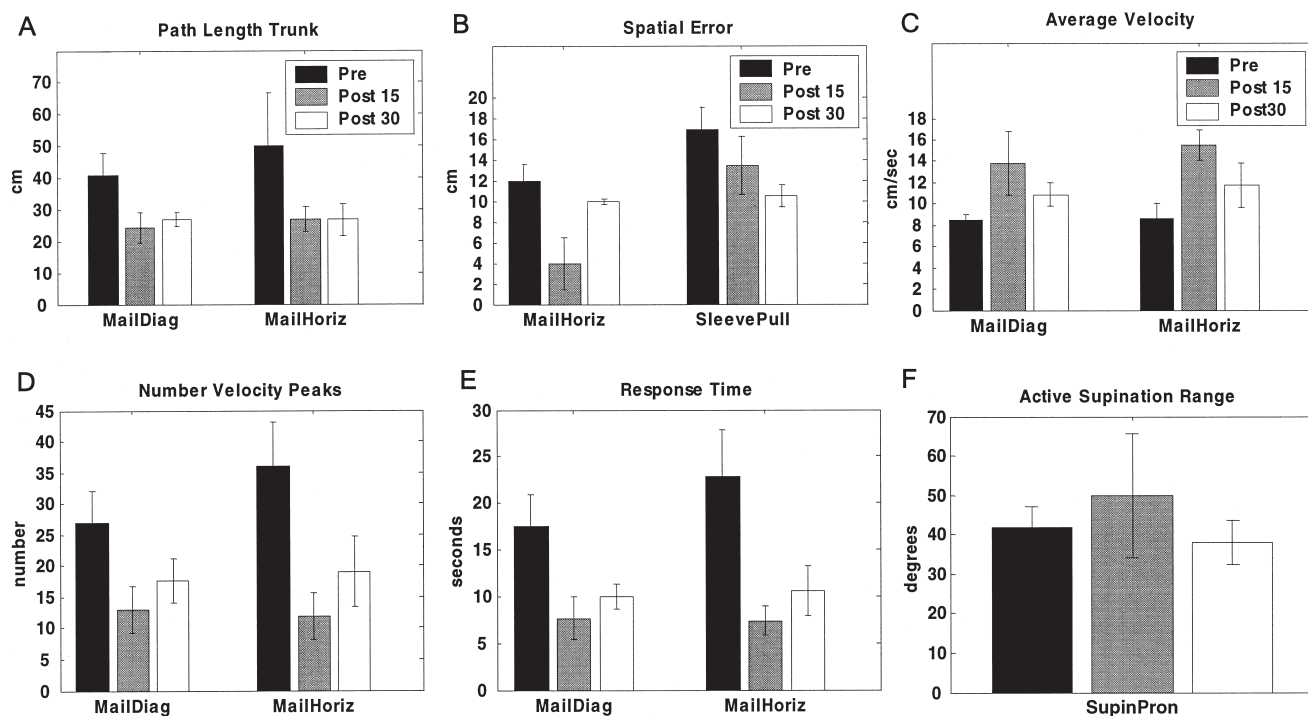 A
Path Length Trunk
70
60
50
40
30
20
10
0
cm
Pre
Post 15
Post 30
MailDiag
MailHoriz
B
Spatial Error
20
18
16
14
12
10
8
6
4
2
0
cm
Pre
Post 15
Post 30
MailHoriz
SleevePull
C
Average Velocity
18
16
14
12
10
8
6
4
2
0
cm/sec
Pre
Post 15
Post30
MailDiag
MailHoriz
D
Number Velocity Peaks
45
40
35
30
25
20
15
10
5
0
number
MailDiag
MailHoriz
E
Response Time
30
25
20
15
10
5
0
seconds
MailDiag
MailHoriz
F
Active Supination Range
70
60
50
40
30
20
10
0
degrees
SupinPron